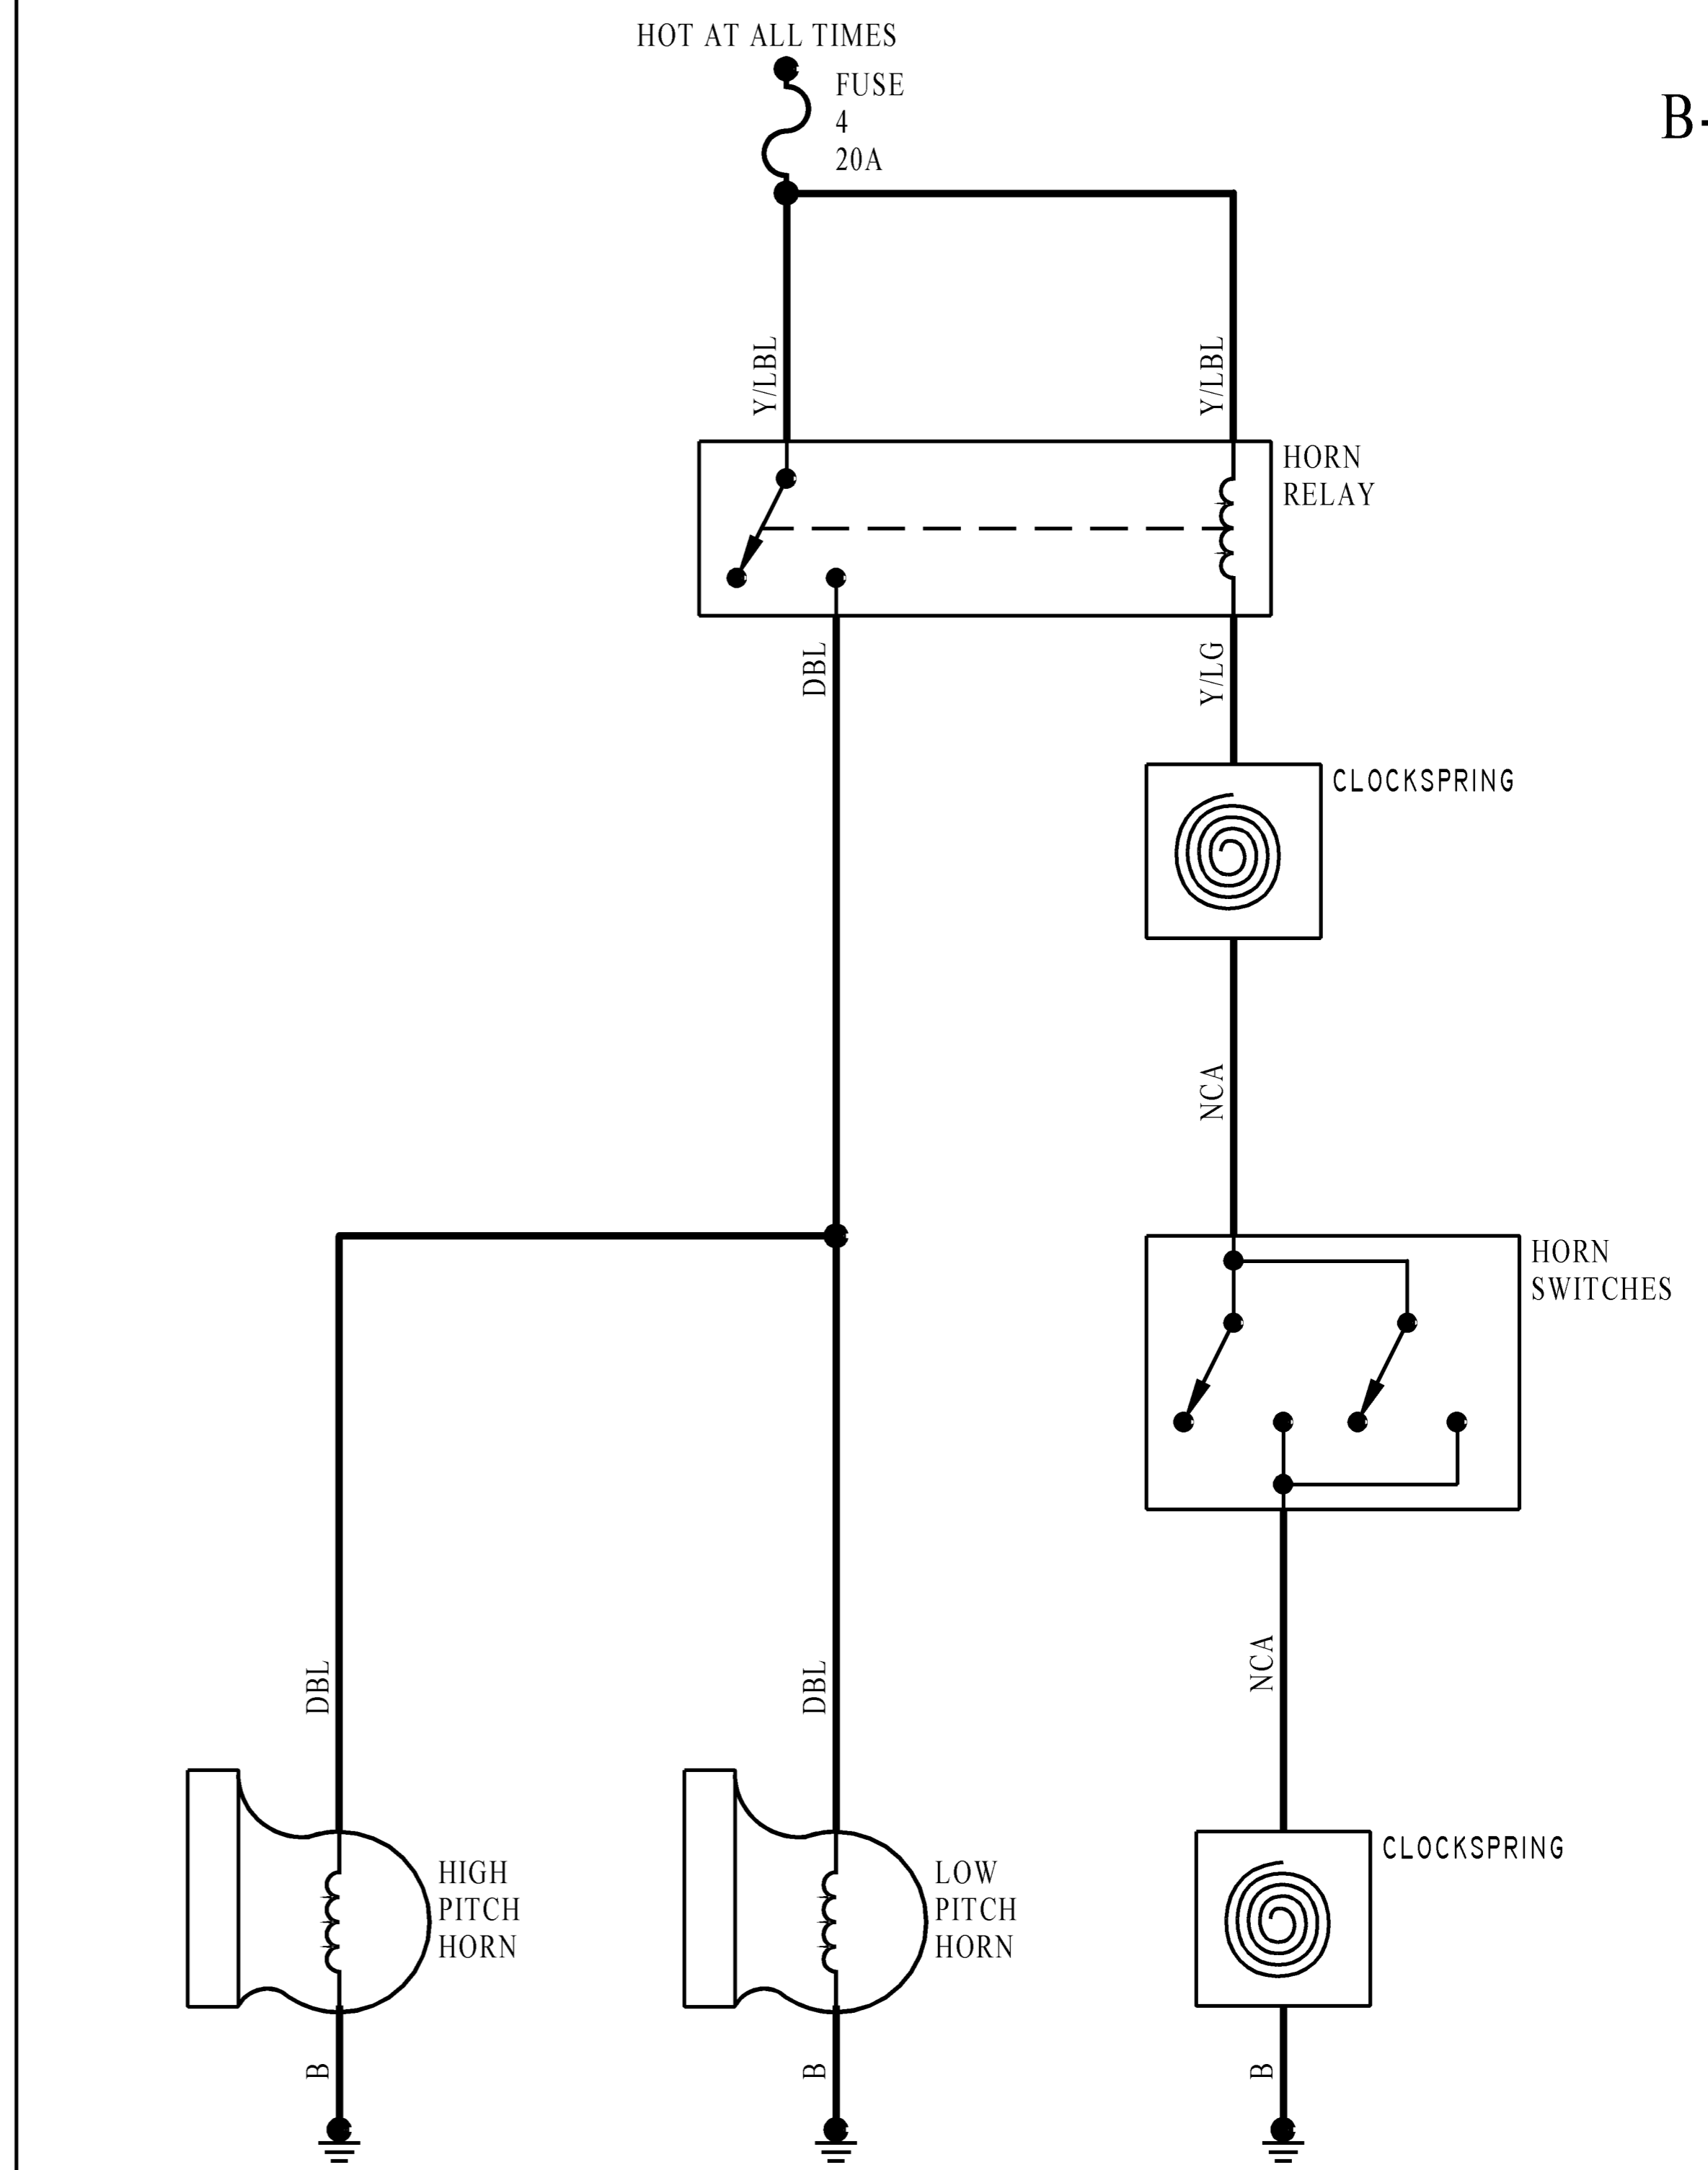 HOT AT ALL TIMES
FUSE
4
20A
B-
Y/LBL
Y/LBL
HORN
RELAY
DBL
Y/LG
CLOCKSPRING
NCA
HORN
SWITCHES
DBL
DBL
NCA
HIGH
PITCH
HORN
LOW
PITCH
HORN
CLOCKSPRING
B
B
B